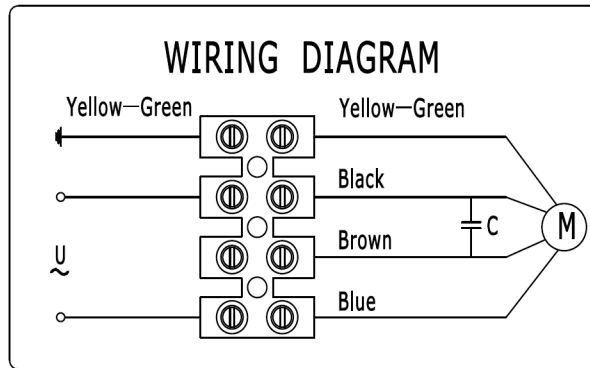 WIRING DIAGRAM
Yellow—Green
Yellow—Green
Black
C
M
Brown
U
~
Blue